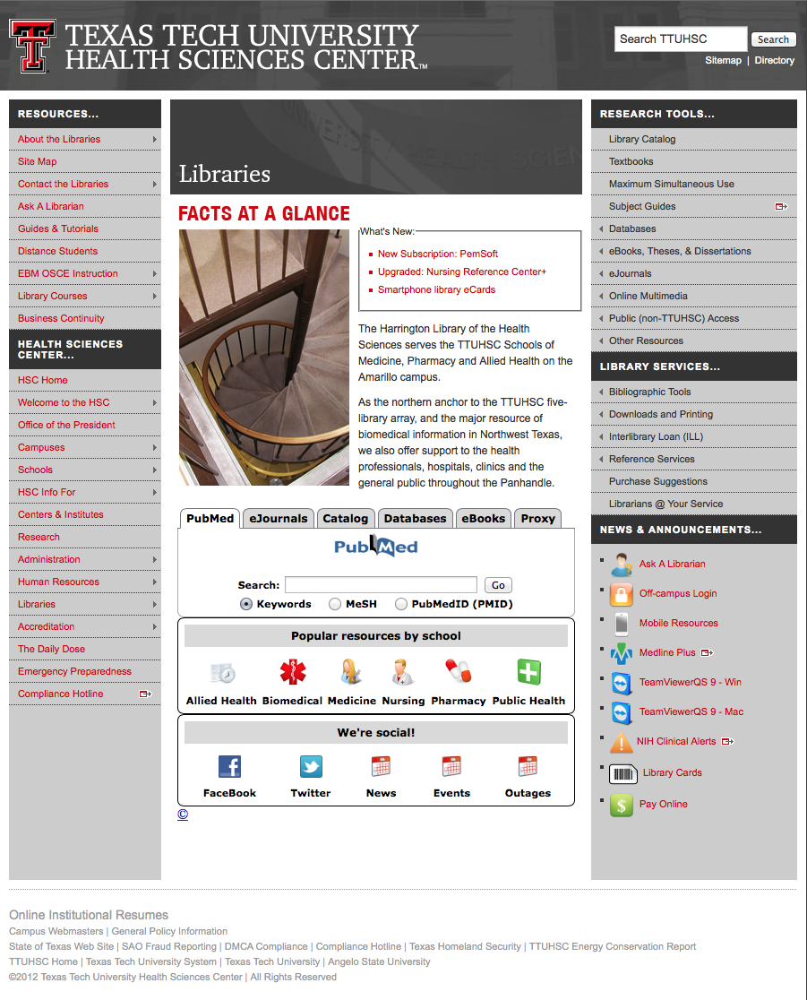 TEXAS TECH UNIVERSITY
HEALTH SCIENCES CENTER™
Search TTUHSC
Search
Sitemap | Directory
RESOURCES...
About the Libraries
Site Map
Contact the Libraries
Ask A Librarian
Guides & Tutorials
Distance Students
EBM OSCE Instruction
Library Courses
Business Continuity
HEALTH SCIENCES
CENTER...
HSC Home
Welcome to the HSC
Office of the President
Campuses
Schools
HSC Info For
Centers & Institutes
Research
Administration
Human Resources
Libraries
Accreditation
The Daily Dose
Emergency Preparedness
Compliance Hotline
Libraries
FACTS AT A GLANCE
What's New:
New Subscription: PemSoft
Upgraded: Nursing Reference Center+
Smartphone library eCards
The Harrington Library of the Health
Sciences serves the TTUHSC Schools of
Medicine, Pharmacy and Allied Health on the
Amarillo campus.
As the northern anchor to the TTUHSC five-
library array, and the major resource of
biomedical information in Northwest Texas,
we also offer support to the health
professionals, hospitals, clinics and the
general public throughout the Panhandle.
PubMed eJournals Catalog Databases eBooks Proxy
PubMed
Search: Go
Keywords MeSH PubMedID (PMID)
Popular resources by school
Allied Health Biomedical Medicine Nursing Pharmacy Public Health
We're social!
FaceBook Twitter News Events Outages
©
RESEARCH TOOLS...
Library Catalog
Textbooks
Maximum Simultaneous Use
Subject Guides
Databases
eBooks, Theses, & Dissertations
eJournals
Online Multimedia
Public (non-TTUHSC) Access
Other Resources
LIBRARY SERVICES...
Bibliographic Tools
Downloads and Printing
Interlibrary Loan (ILL)
Reference Services
Purchase Suggestions
Librarians @ Your Service
NEWS & ANNOUNCEMENTS...
Ask A Librarian
Off-campus Login
Mobile Resources
Medline Plus
TeamViewerQS 9 - Win
TeamViewerQS 9 - Mac
NIH Clinical Alerts
Library Cards
Pay Online
Online Institutional Resumes
Campus Webmasters | General Policy Information
State of Texas Web Site | SAO Fraud Reporting | DMCA Compliance | Compliance Hotline | Texas Homeland Security | TTUHSC Energy Conservation Report
TTUHSC Home | Texas Tech University System | Texas Tech University | Angelo State University
©2012 Texas Tech University Health Sciences Center | All Rights Reserved